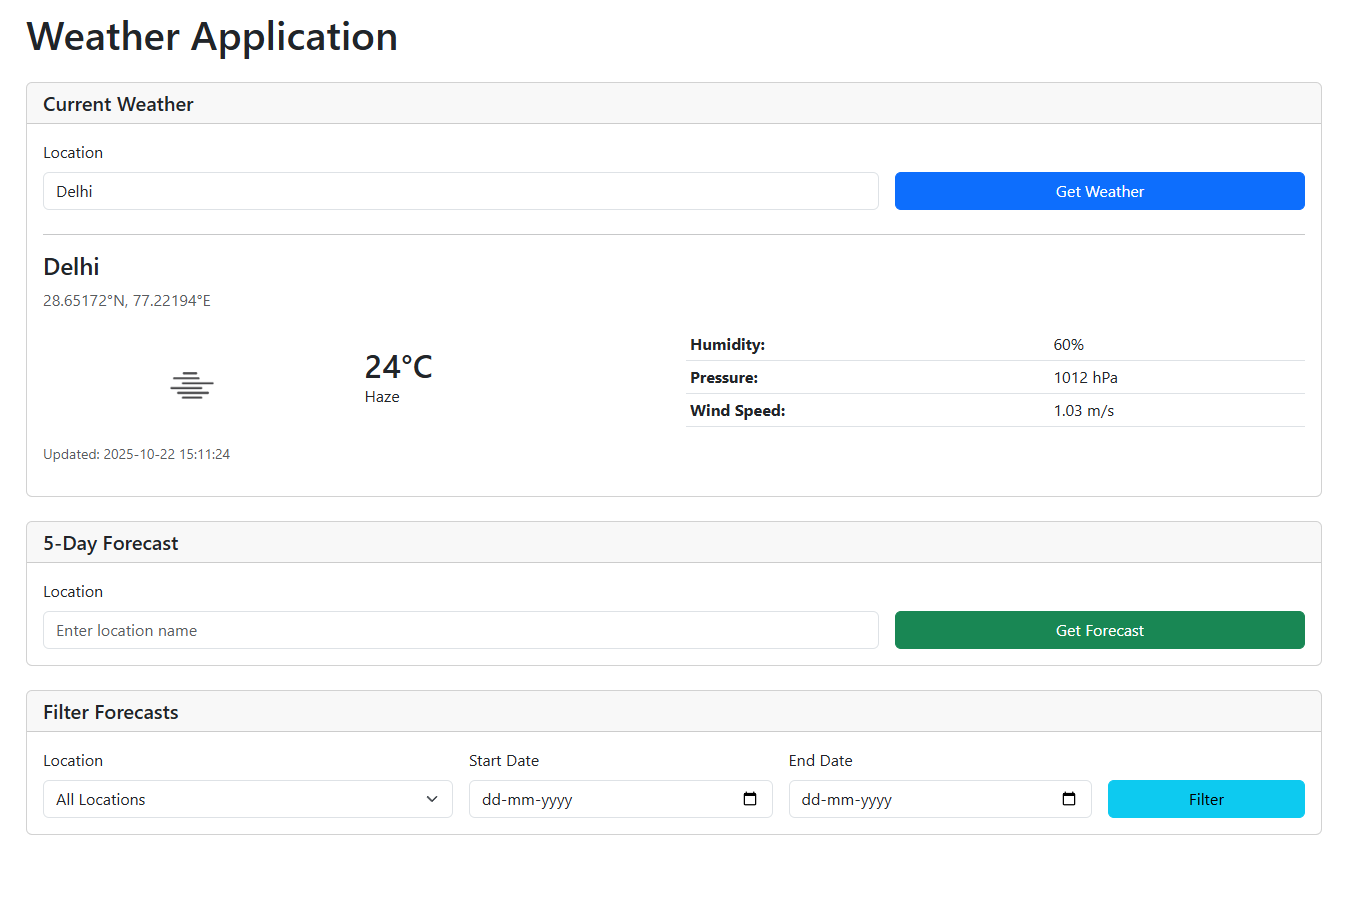 Weather Application
Current Weather
Location
Delhi
Get Weather
Delhi
28.65172°N, 77.22194°E
24°C
Haze
Humidity: 60%
Pressure: 1012 hPa
Wind Speed: 1.03 m/s
Updated: 2025-10-22 15:11:24
5-Day Forecast
Location
Enter location name
Get Forecast
Filter Forecasts
Location Start Date End Date
All Locations dd-mm-yyyy dd-mm-yyyy Filter